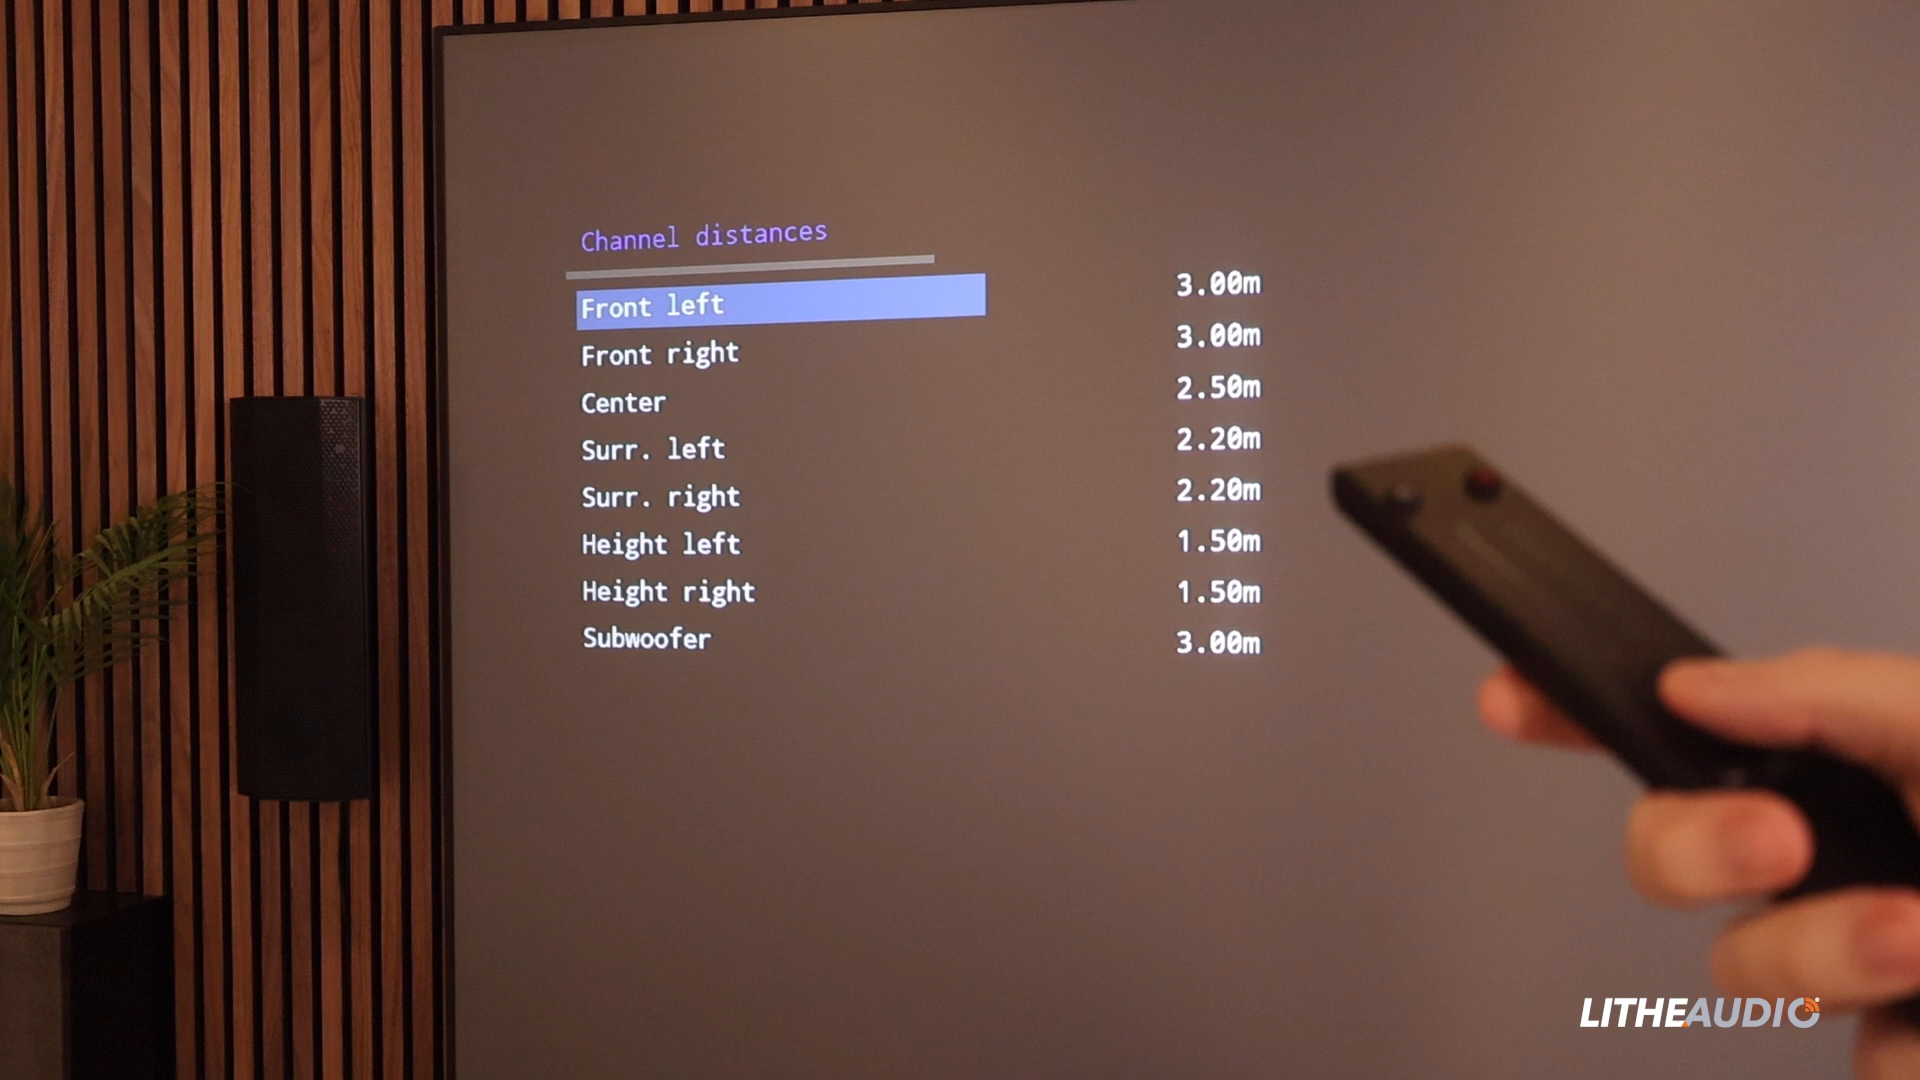 Channel distances
Front left 3.00m
Front right 3.00m
Center 2.50m
Surr. left 2.20m
Surr. right 2.20m
Height left 1.50m
Height right 1.50m
Subwoofer 3.00m
LITHEAUDIO